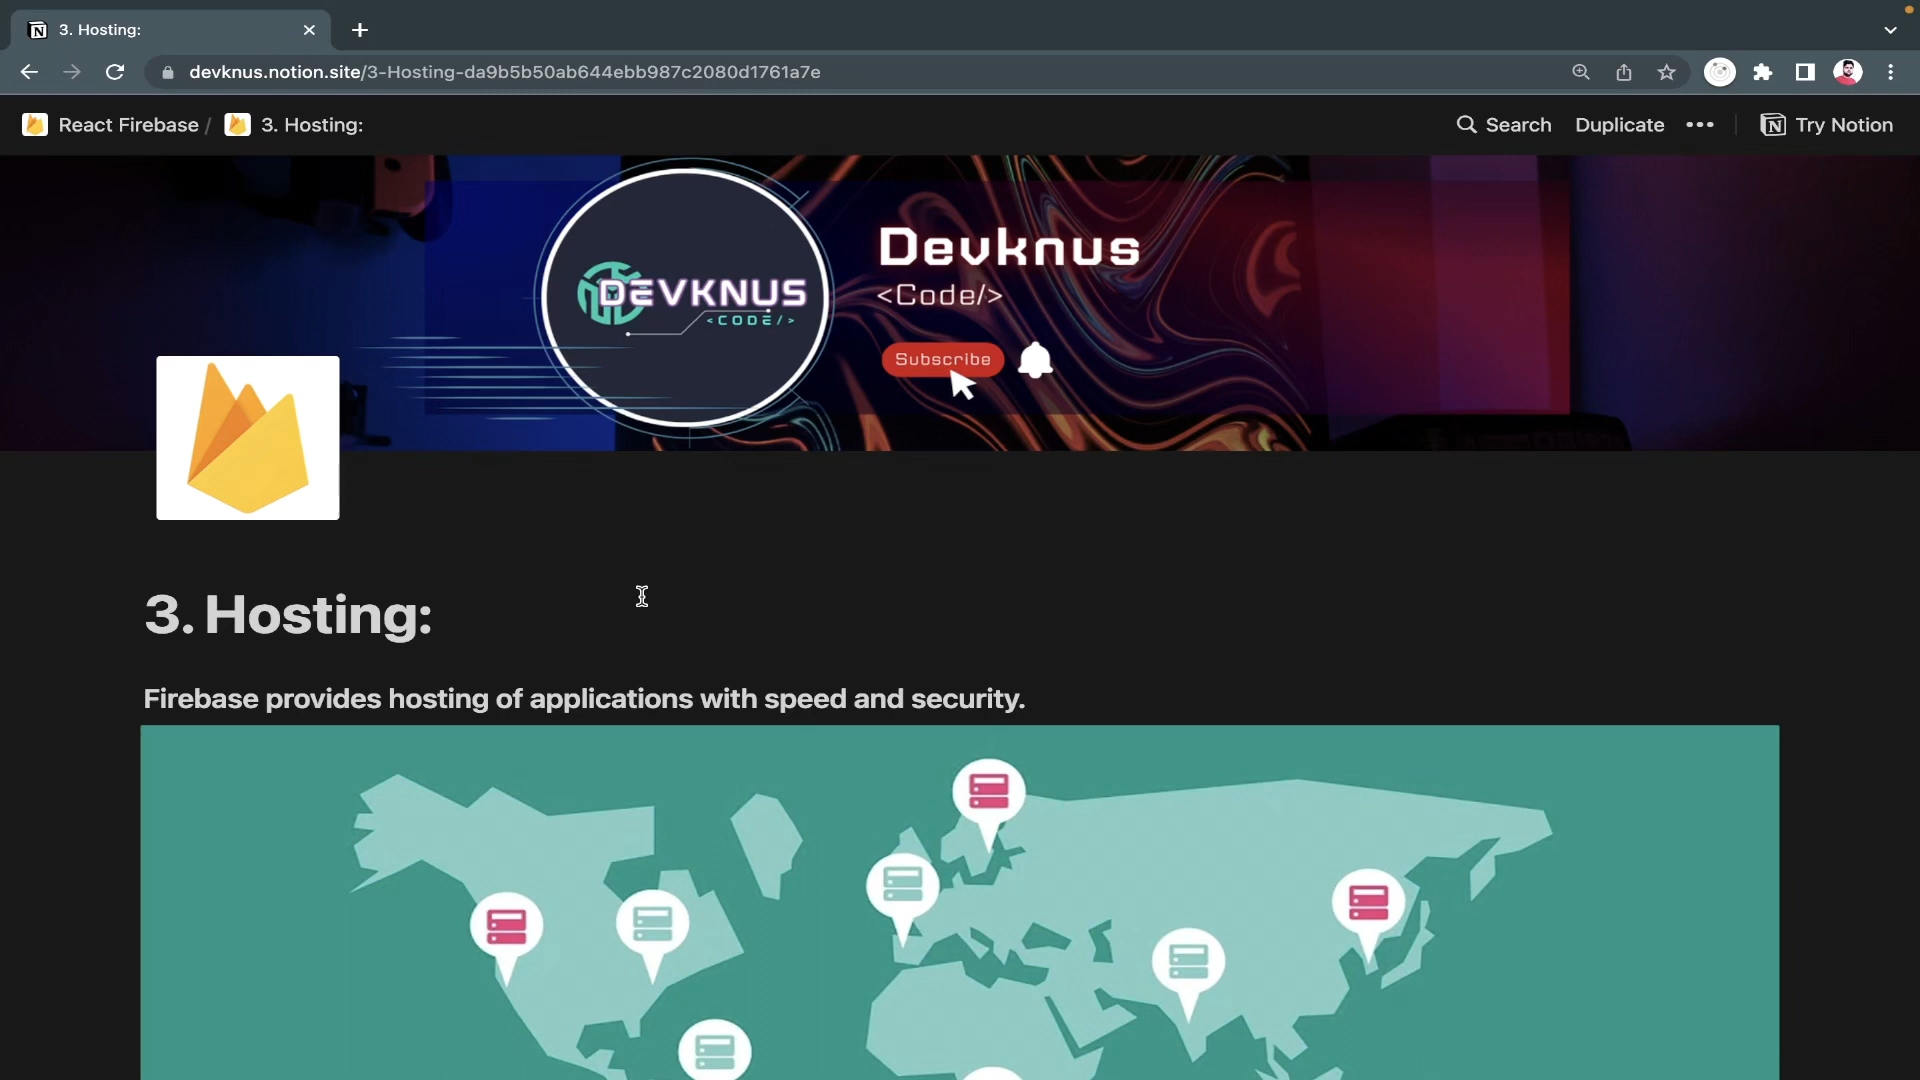 3. Hosting:
devknus.notion.site/3-Hosting-da9b5b50ab644ebb987c2080d1761a7e
React Firebase / 3. Hosting:
Search Duplicate Try Notion
DEVKNUS
<CODE/>
Devknus
<Code/>
Subscribe
3. Hosting:
Firebase provides hosting of applications with speed and security.